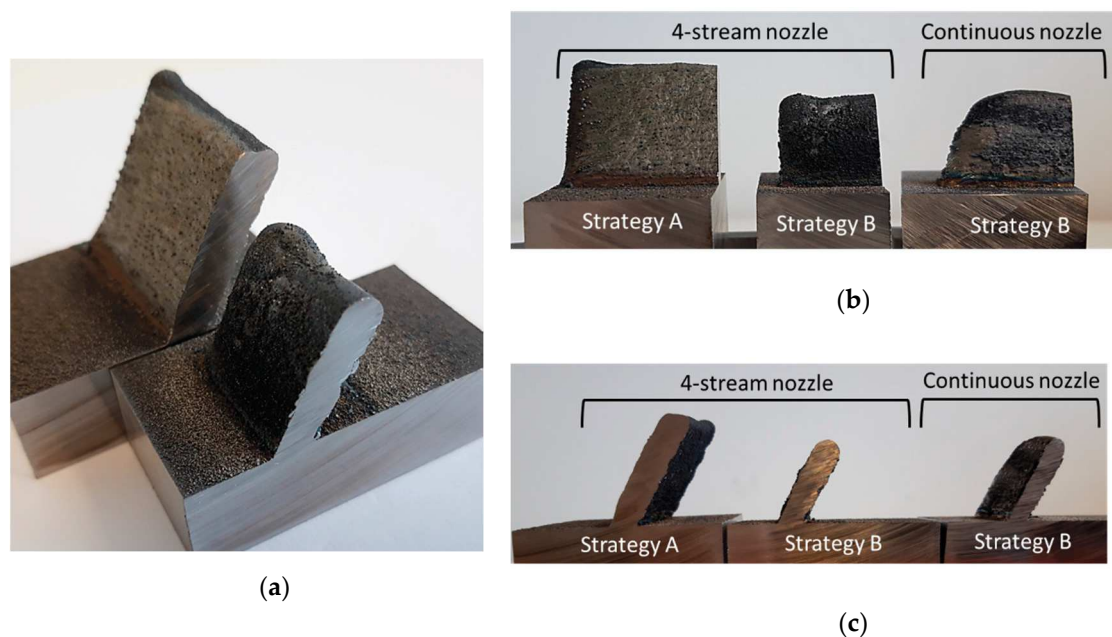 4-stream nozzle
Continuous nozzle
Strategy A
Strategy B
Strategy B
(b)
4-stream nozzle
Continuous nozzle
Strategy A
Strategy B
Strategy B
(a)
(c)